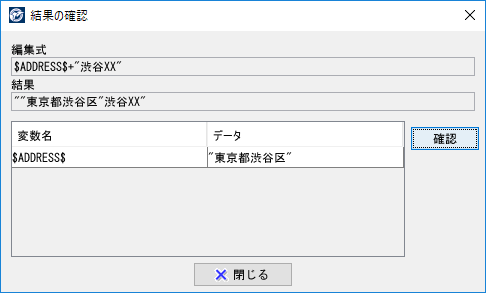 結果の確認
編集式
$ADDRESS$+"渋谷XX"
結果
""東京都渋谷区"渋谷XX"
変数名 データ
$ADDRESS$ "東京都渋谷区"
確認
閉じる